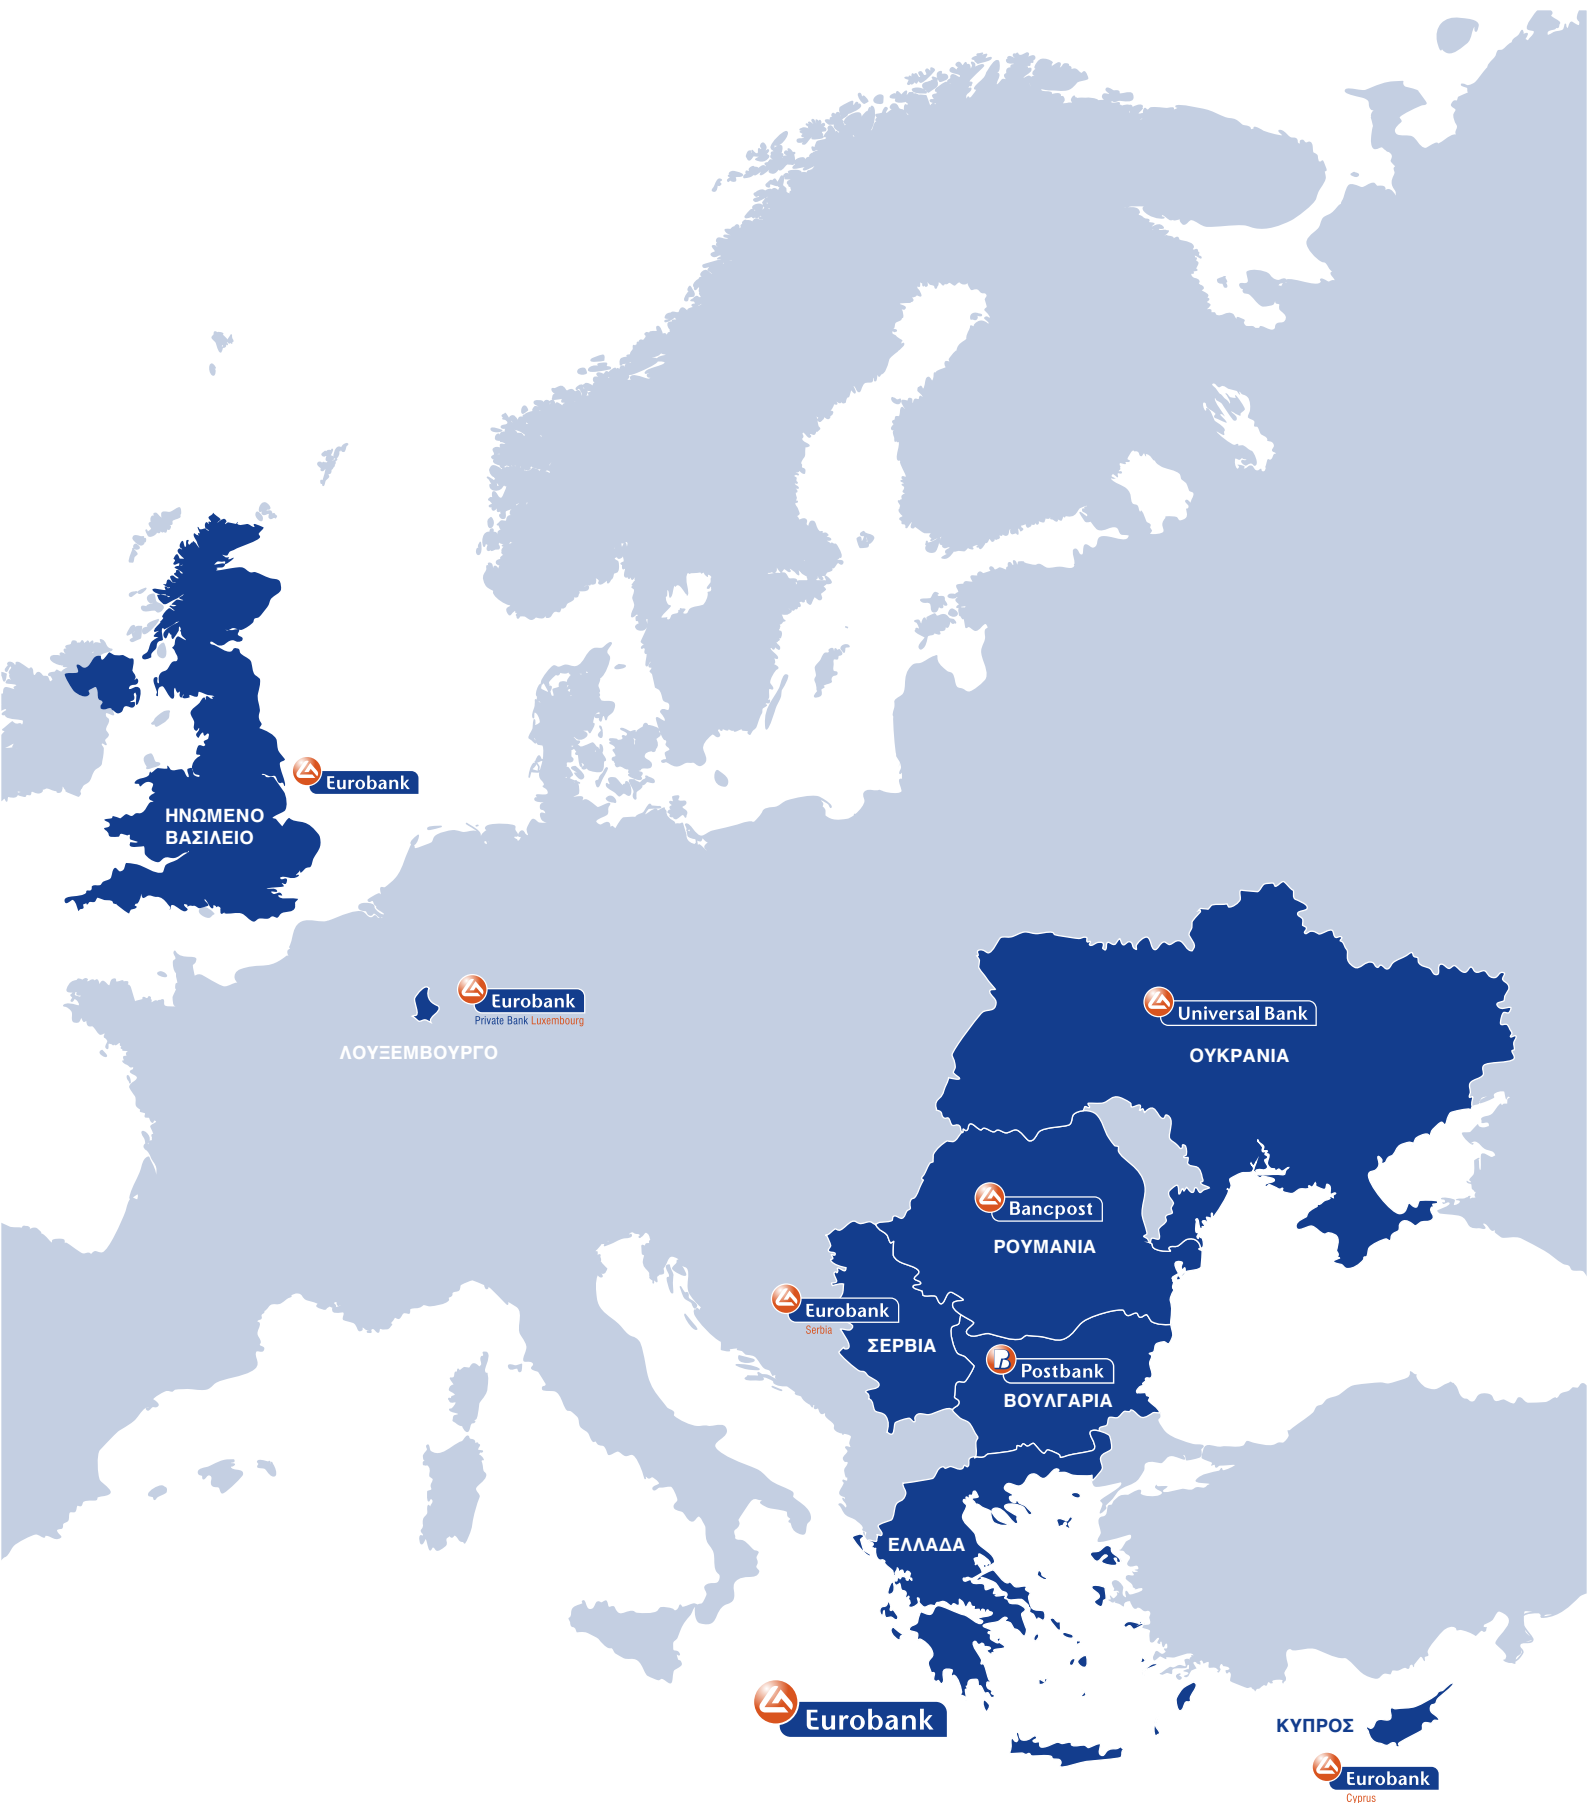 Eurobank
ΗΝΩΜΕΝΟ
ΒΑΣΙΛΕΙΟ
Eurobank
Private Bank Luxembourg
ΛΟΥΞΕΜΒΟΥΡΓΟ
Universal Bank
ΟΥΚΡΑΝΙΑ
Bancpost
ΡΟΥΜΑΝΙΑ
Eurobank
Serbia
ΣΕΡΒΙΑ
Postbank
ΒΟΥΛΓΑΡΙΑ
ΕΛΛΑΔΑ
Eurobank
ΚΥΠΡΟΣ
Eurobank
Cyprus